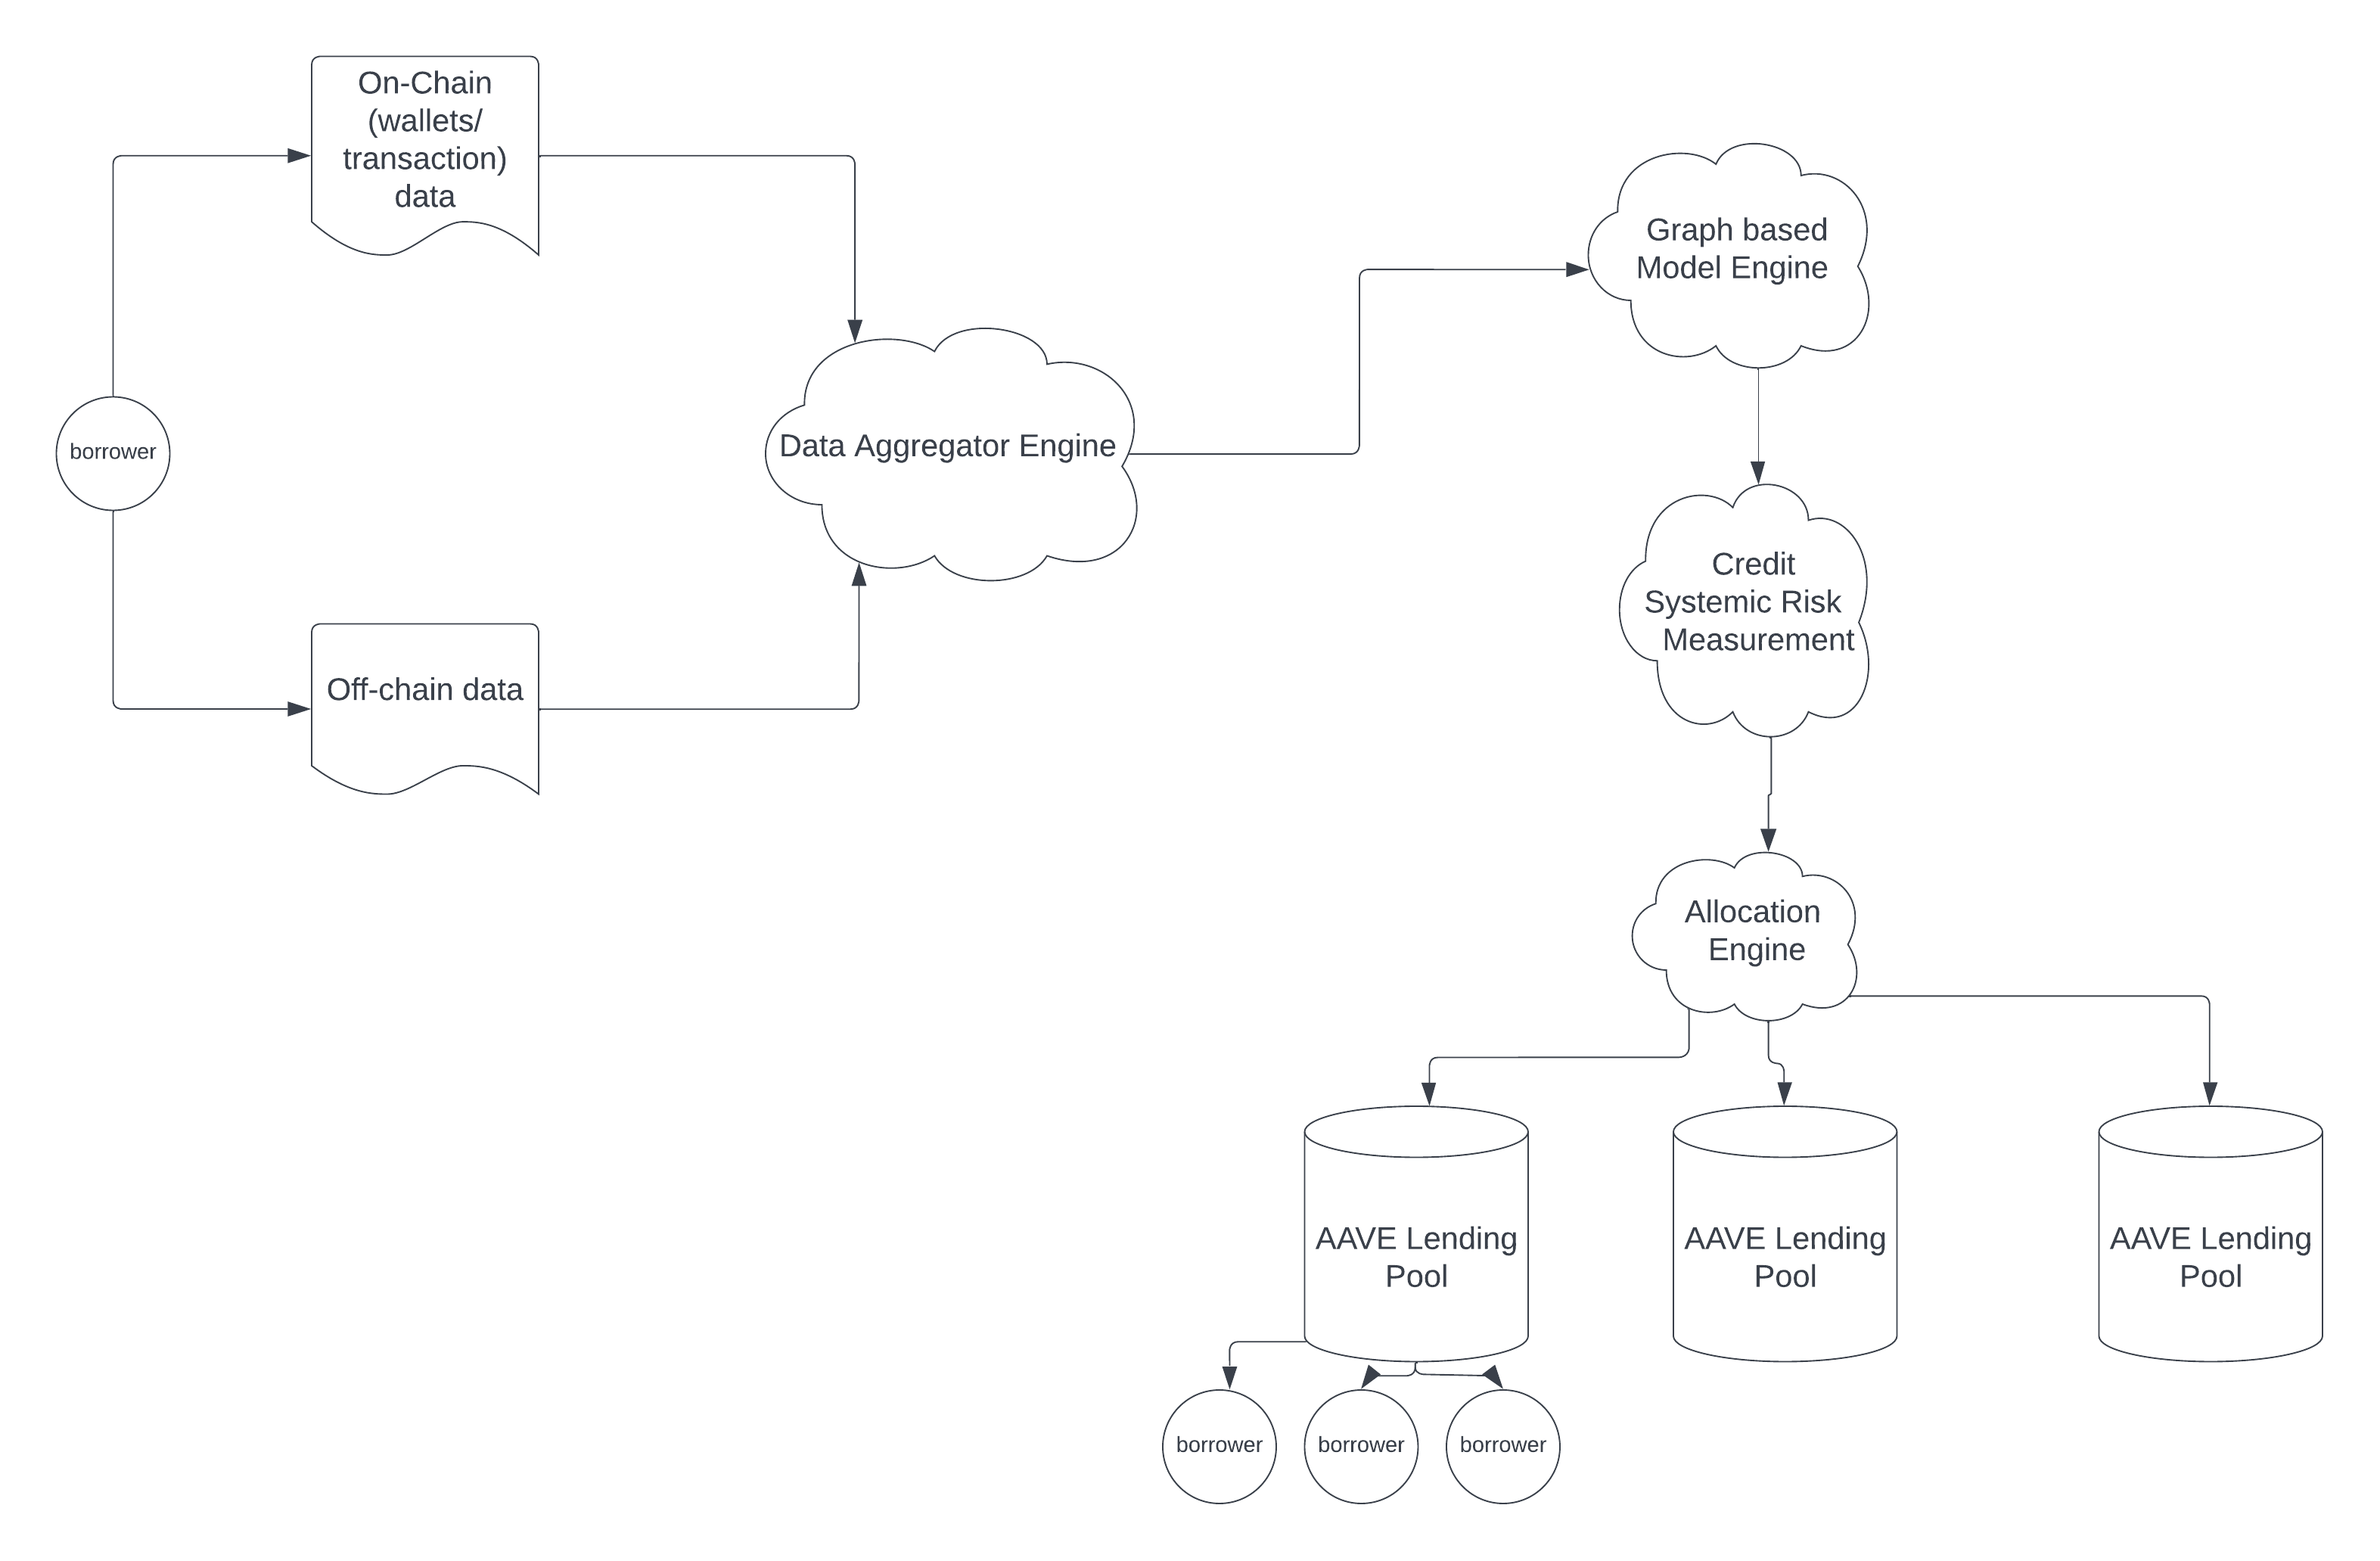 On-Chain
(wallets/
transaction)
data
borrower
Off-chain data
Data Aggregator Engine
Graph based
Model Engine
Credit
Systemic Risk
Measurement
Allocation
Engine
AAVE Lending
Pool
AAVE Lending
Pool
AAVE Lending
Pool
borrower
borrower
borrower